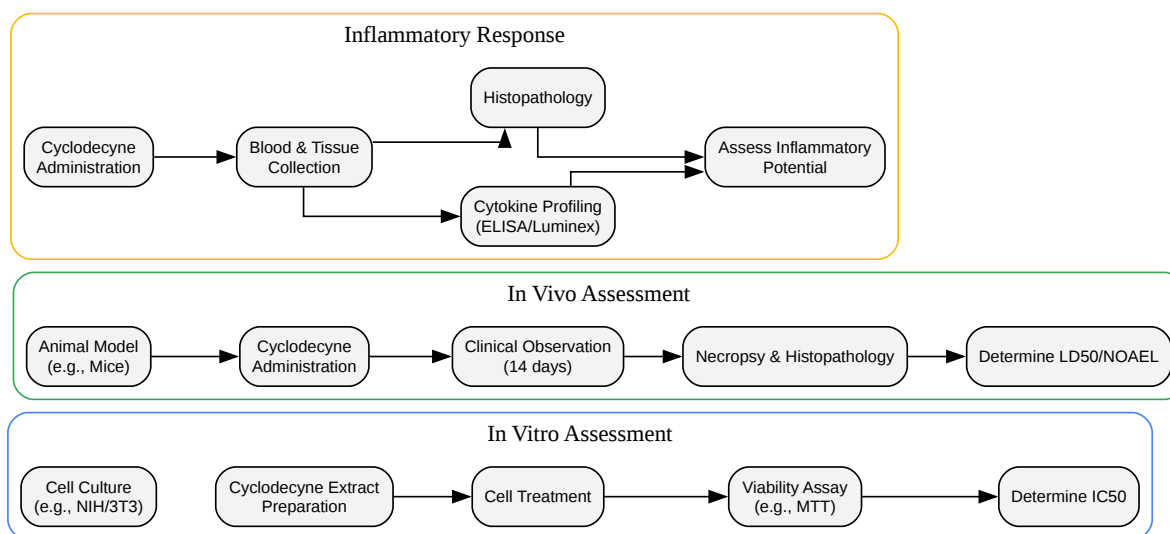 Inflammatory Response
Histopathology
Cyclodecyne
Administration
Blood & Tissue
Collection
Assess Inflammatory
Potential
Cytokine Profiling
(ELISA/Luminex)
In Vivo Assessment
Animal Model
(e.g., Mice)
Cyclodecyne
Administration
Clinical Observation
(14 days)
Necropsy & Histopathology
Determine LD50/NOAEL
In Vitro Assessment
Cell Culture
(e.g., NIH/3T3)
Cyclodecyne Extract
Preparation
Cell Treatment
Viability Assay
(e.g., MTT)
Determine IC50